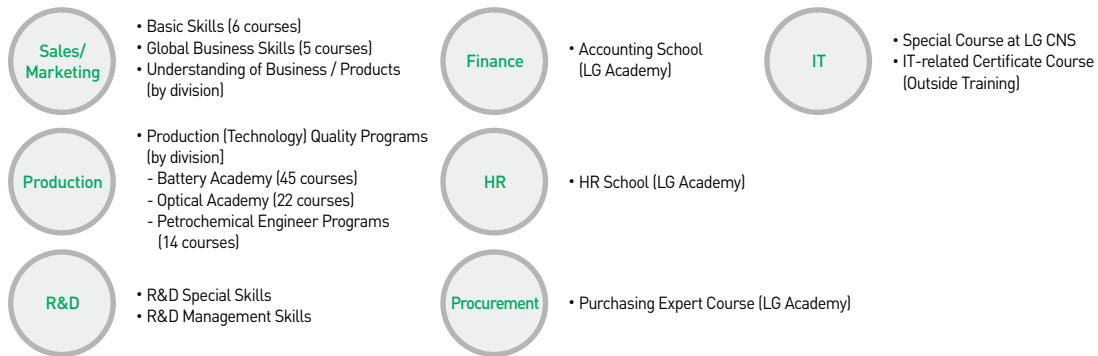 Sales/
Marketing
• Basic Skills (6 courses)
• Global Business Skills (5 courses)
• Understanding of Business / Products
(by division)
Finance
• Accounting School
(LG Academy)
IT
• Special Course at LG CNS
• IT-related Certificate Course
(Outside Training)
Production
• Production (Technology) Quality Programs
(by division]
- Battery Academy (45 courses)
- Optical Academy (22 courses)
- Petrochemical Engineer Programs
(14 courses)
HR
• HR School (LG Academy)
R&D
• R&D Special Skills
• R&D Management Skills
Procurement
• Purchasing Expert Course (LG Academy)